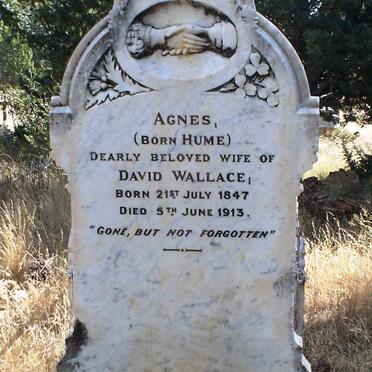 Agnes,
(Born Hume)
Dearly beloved wife of
David Wallace,
Born 21st July 1847
Died 5th June 1913.
"Gone, but not forgotten"